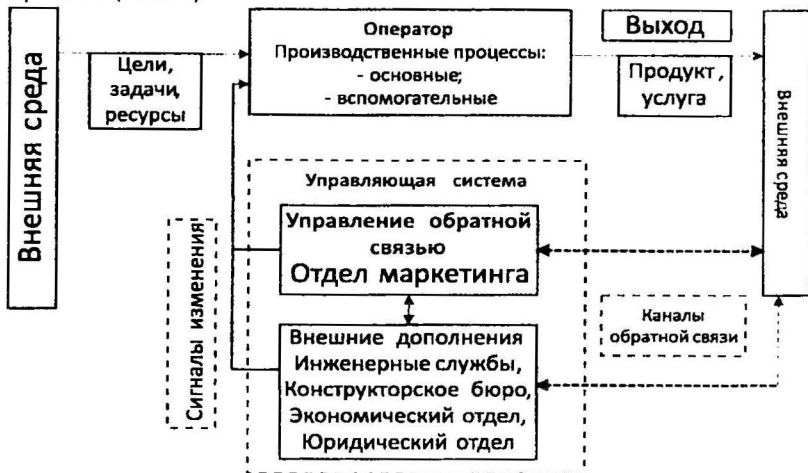 Внешняя среда
Цели,
задачи,
ресурсы
Оператор
Производственные процессы:
- основные;
- вспомогательные
Выход
Продукт,
услуга
Внешняя среда
Сигналы изменения
Управляющая система
Управление обратной
связью
Отдел маркетинга
Внешние дополнения
Инженерные службы,
Конструкторское бюро,
Экономический отдел,
Юридический отдел
Каналы
обратной связи